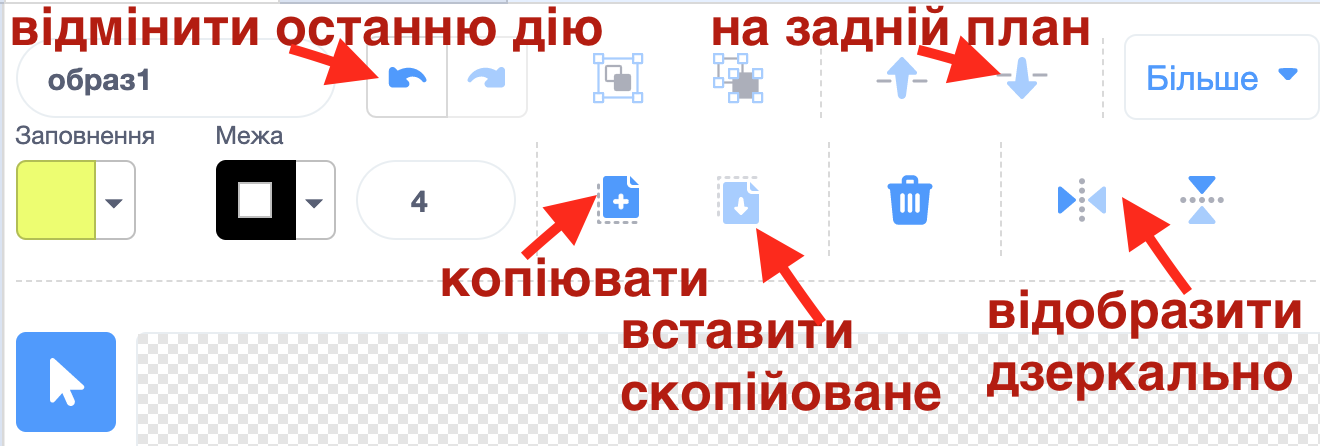 відмінити останню дію
на задній план
образ1
Більше
Заповнення
Межа
4
копіювати
вставити
скопійоване
відобразити
дзеркально